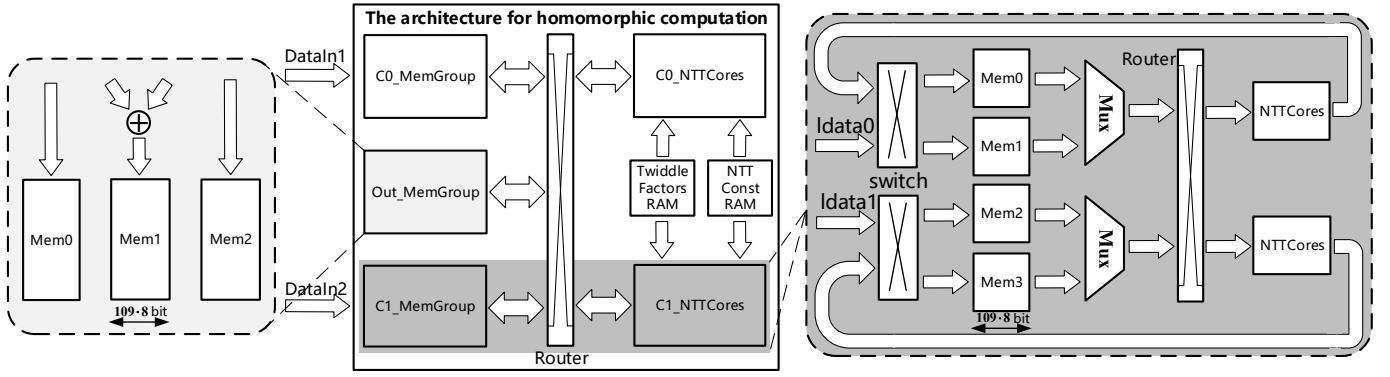 Mem0
Mem1
Mem2
109·8 bit
The architecture for homomorphic computation
DataIn1
DataIn2
C0_MemGroup
C0_NTTCores
Out_MemGroup
Twiddle
Factors
RAM
NTT
Const
RAM
C1_MemGroup
C1_NTTCores
Router
Idata0
Idata1
switch
Mem0
Mem1
Mem2
Mem3
109·8 bit
Mux
Mux
Router
NTTCores
NTTCores